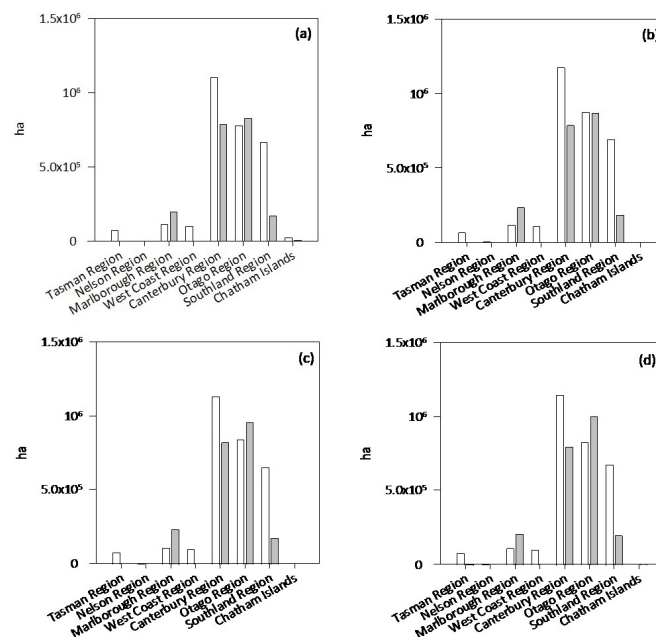 (a)
1.5x10⁶
10⁶
5.0x10⁵
0
ha
Tasman Region
Nelson Region
Marlborough Region
West Coast Region
Canterbury Region
Otago Region
Southland Region
Chatham Islands
(b)
1.5x10⁶
10⁶
5.0x10⁵
0
ha
Tasman Region
Nelson Region
Marlborough Region
West Coast Region
Canterbury Region
Otago Region
Southland Region
Chatham Islands
(c)
1.5x10⁶
10⁶
5.0x10⁵
0
ha
Tasman Region
Nelson Region
Marlborough Region
West Coast Region
Canterbury Region
Otago Region
Southland Region
Chatham Islands
(d)
1.5x10⁶
10⁶
5.0x10⁵
0
ha
Tasman Region
Nelson Region
Marlborough Region
West Coast Region
Canterbury Region
Otago Region
Southland Region
Chatham Islands